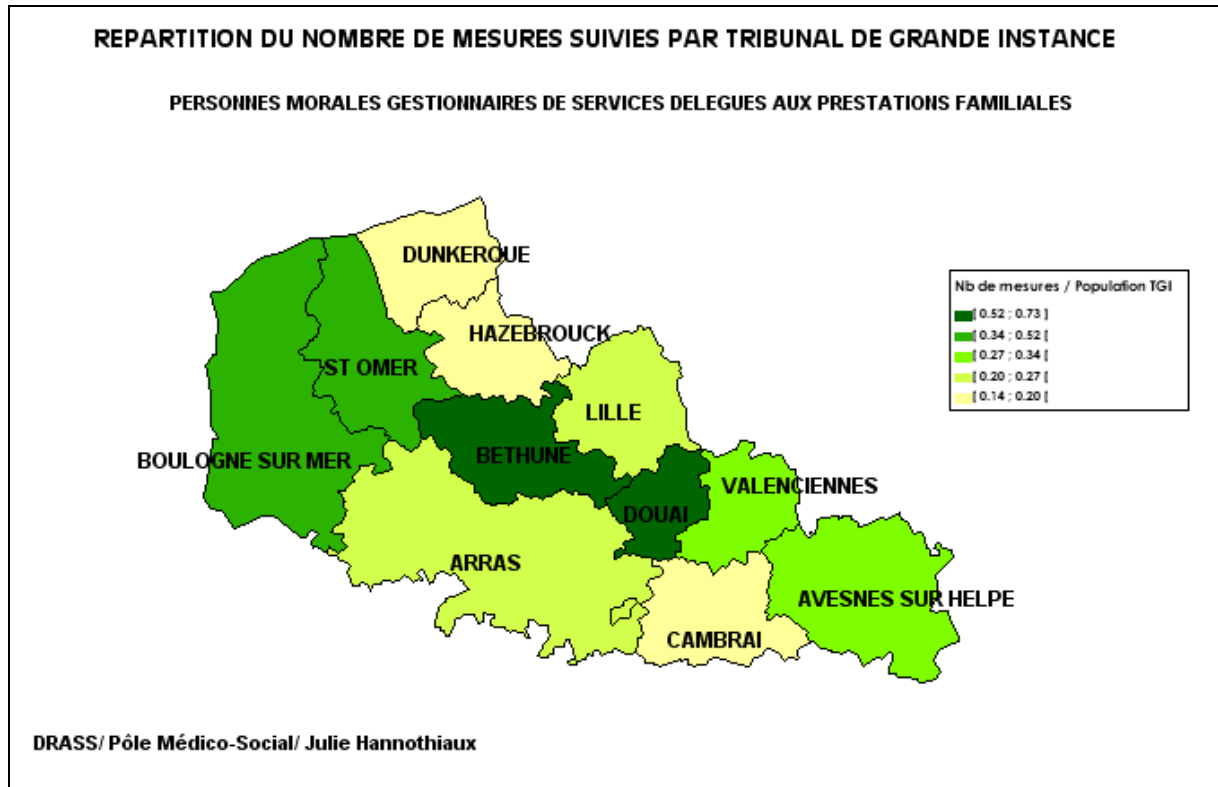 REPARTITION DU NOMBRE DE MESURES SUIVIES PAR TRIBUNAL DE GRANDE INSTANCE
PERSONNES MORALES GESTIONNAIRES DE SERVICES DELEGUES AUX PRESTATIONS FAMILIALES
DUNKERQUE
HAZEBROUCK
ST OMER
LILLE
BOULOGNE SUR MER
BETHUNE
VALENCIENNES
DOUAI
ARRAS
AVESNES SUR HELPE
CAMBRAI
Nb de mesures / Population TGI
[ 0.52 ; 0.73 ]
[ 0.34 ; 0.52 [
[ 0.27 ; 0.34 [
[ 0.20 ; 0.27 [
[ 0.14 ; 0.20 [
DRASS/ Pôle Médico-Social/ Julie Hannothiaux